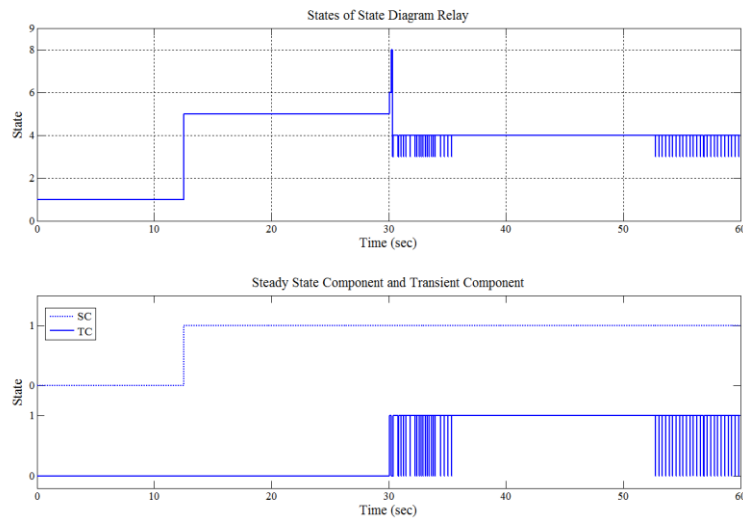 States of State Diagram Relay
9
8
6
4
2
0
State
0 10 20 30 40 50 60
Time (sec)
Steady State Component and Transient Component
SC
TC
1
0
1
0
State
0 10 20 30 40 50 60
Time (sec)